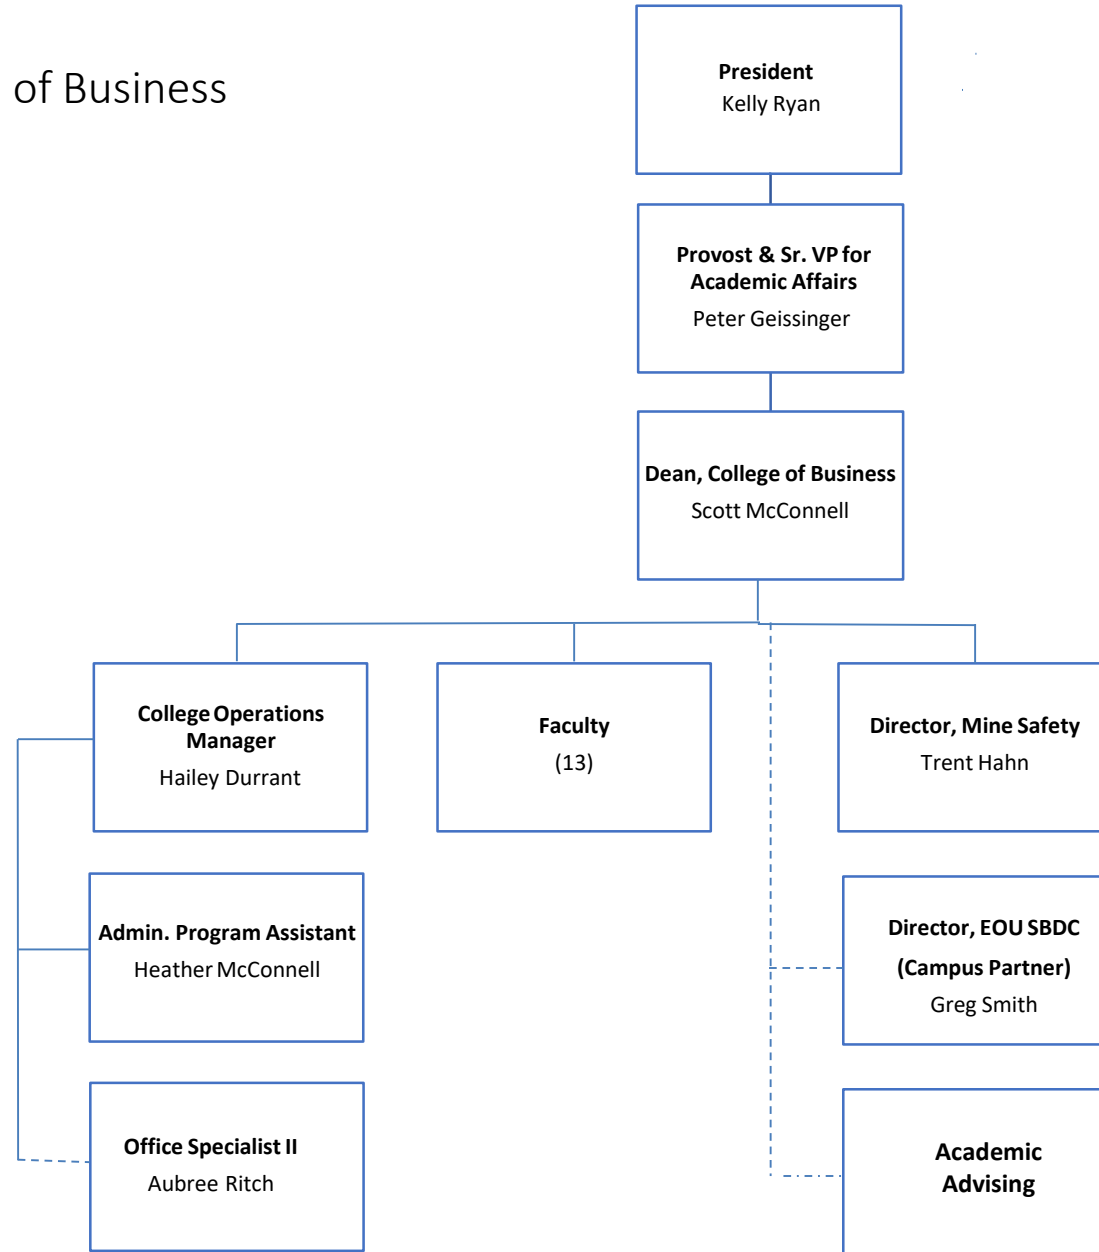 of Business
President
Kelly Ryan
Provost & Sr. VP for
Academic Affairs
Peter Geissinger
Dean, College of Business
Scott McConnell
College Operations
Manager
Hailey Durrant
Faculty
(13)
Director, Mine Safety
Trent Hahn
Admin. Program Assistant
Heather McConnell
Director, EOU SBDC
(Campus Partner)
Greg Smith
Office Specialist II
Aubree Ritch
Academic
Advising